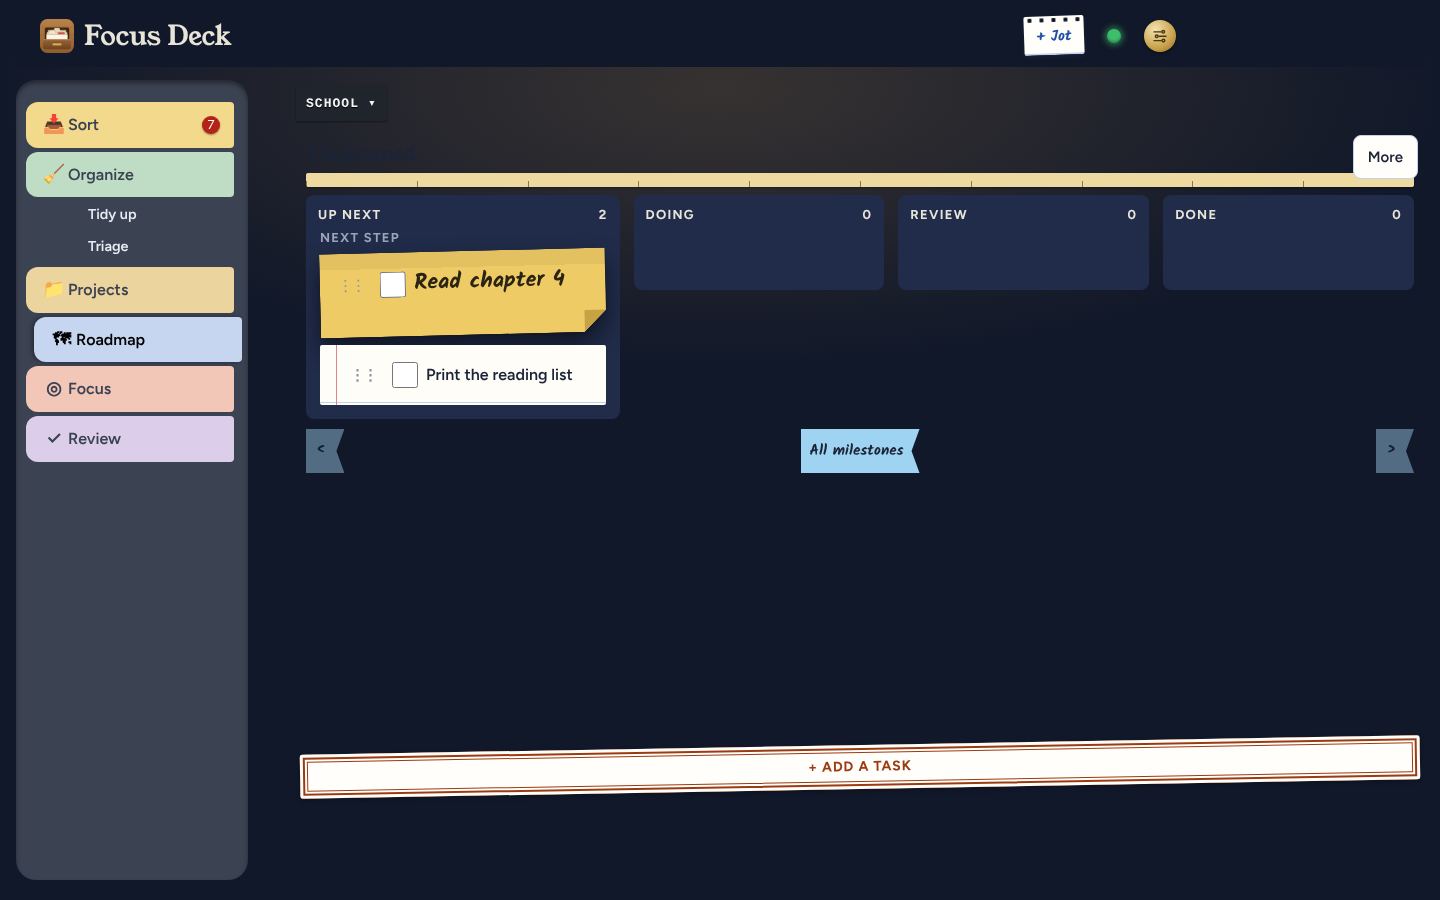 Focus Deck
+ Jot
Sort 7
Organize
Tidy up
Triage
Projects
Roadmap
Focus
Review
SCHOOL ▾
More
UP NEXT 2
NEXT STEP
Read chapter 4
Print the reading list
DOING 0
REVIEW 0
DONE 0
<
All milestones
>
+ ADD A TASK